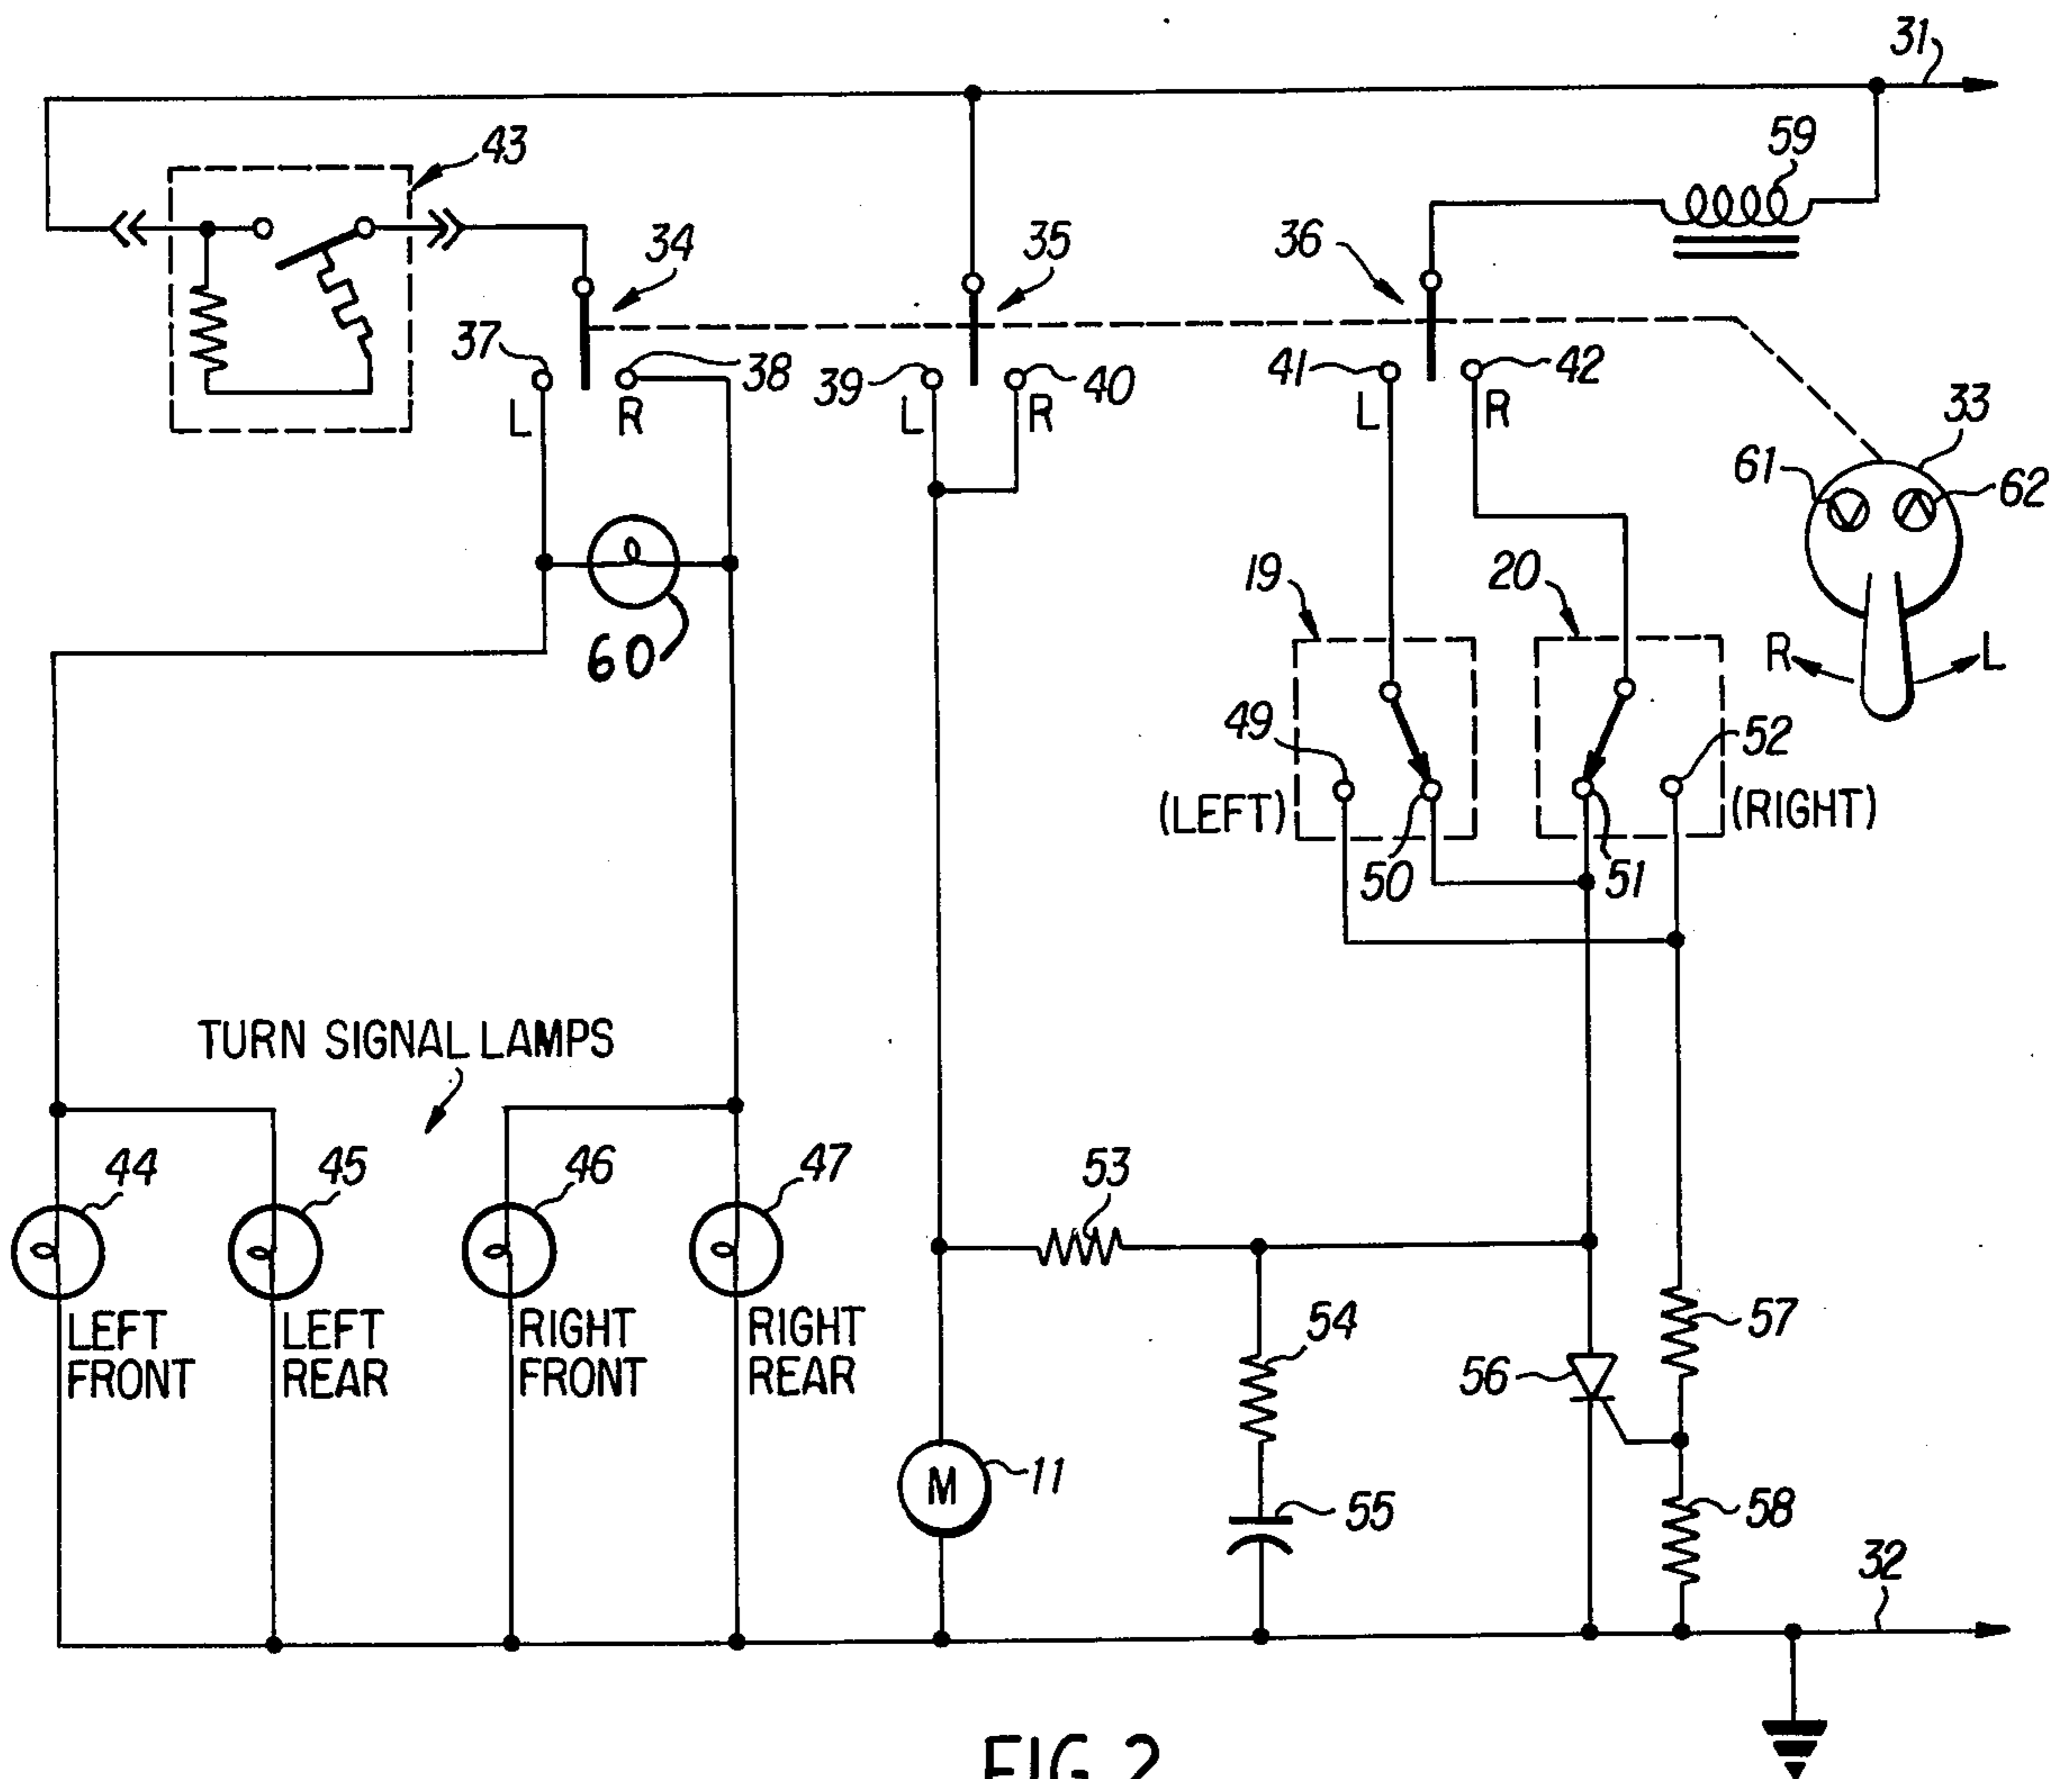 31
43
59
34
35
36
37
38
39
40
41
42
L
R
L
R
L
R
33
61
62
60
19
20
R
L
49
52
(LEFT)
(RIGHT)
50
51
TURN SIGNAL LAMPS
44
45
46
47
53
LEFT
FRONT
LEFT
REAR
RIGHT
FRONT
RIGHT
REAR
54
57
56
M
11
55
58
32
FIG. 2